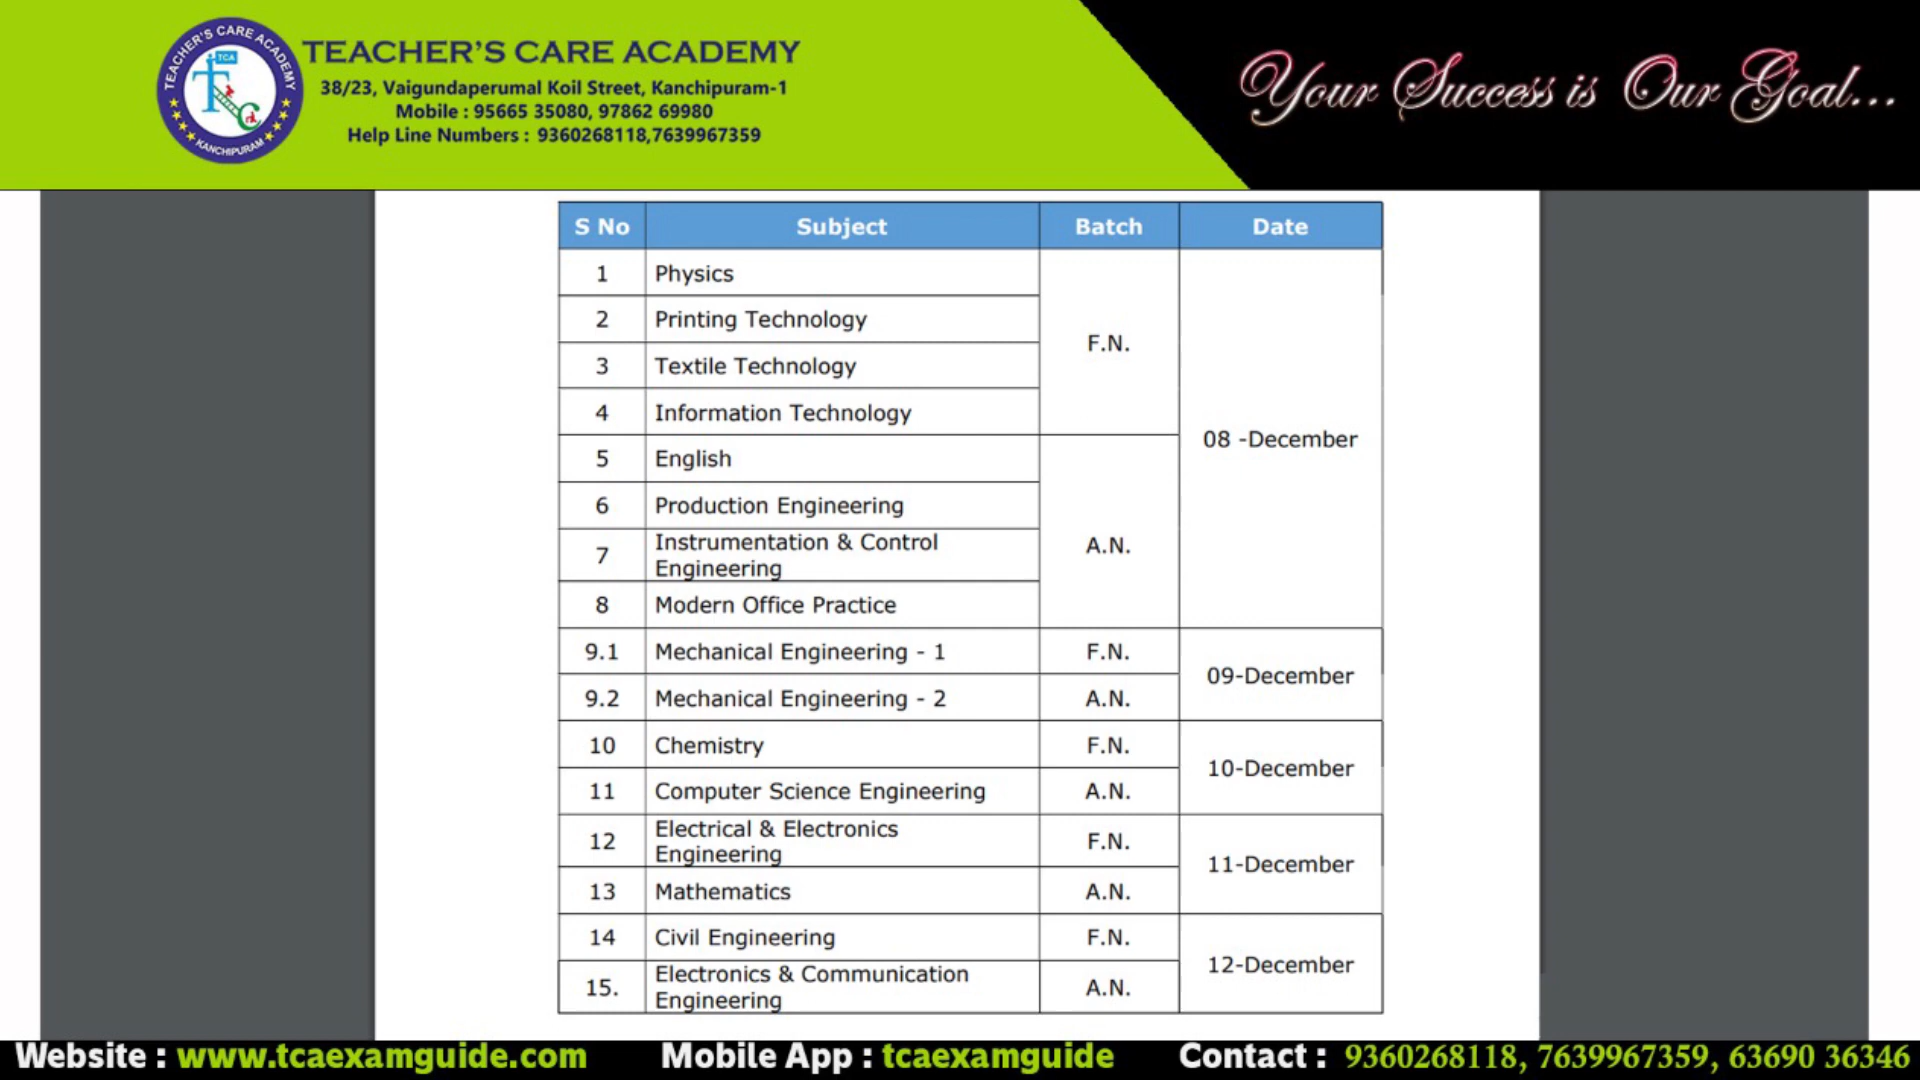 TEACHER'S CARE ACADEMY
TCA
KANCHIPURAM
TEACHER'S CARE ACADEMY
38/23, Vaigundaperumal Koil Street, Kanchipuram-1
Mobile : 95665 35080, 97862 69980
Help Line Numbers : 9360268118,7639967359
Your Success is Our Goal...
S No Subject Batch Date
1 Physics
2 Printing Technology
F.N.
3 Textile Technology
4 Information Technology
08 -December
5 English
6 Production Engineering
A.N.
7 Instrumentation & Control
Engineering
8 Modern Office Practice
9.1 Mechanical Engineering - 1 F.N.
09-December
9.2 Mechanical Engineering - 2 A.N.
10 Chemistry F.N.
10-December
11 Computer Science Engineering A.N.
12 Electrical & Electronics F.N.
Engineering
11-December
13 Mathematics A.N.
14 Civil Engineering F.N.
12-December
15. Electronics & Communication A.N.
Engineering
Website : www.tcaexamguide.com Mobile App : tcaexamguide Contact : 9360268118, 7639967359, 63690 36346